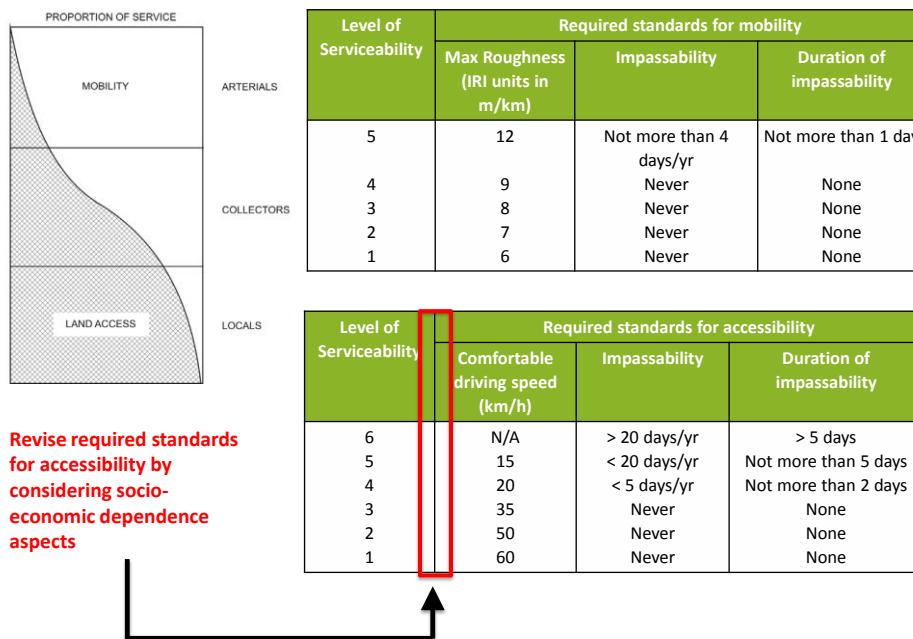 PROPORTION OF SERVICE
MOBILITY
ARTERIALS
COLLECTORS
LAND ACCESS
LOCALS
Level of Serviceability
Required standards for mobility
Max Roughness (IRI units in m/km)
Impassability
Duration of impassability
5 12 Not more than 4 days/yr Not more than 1 day
4 9 Never None
3 8 Never None
2 7 Never None
1 6 Never None
Level of Serviceability
Required standards for accessibility
Comfortable driving speed (km/h)
Impassability
Duration of impassability
6 N/A > 20 days/yr > 5 days
5 15 < 20 days/yr Not more than 5 days
4 20 < 5 days/yr Not more than 2 days
3 35 Never None
2 50 Never None
1 60 Never None
Revise required standards
for accessibility by
considering socio-
economic dependence
aspects